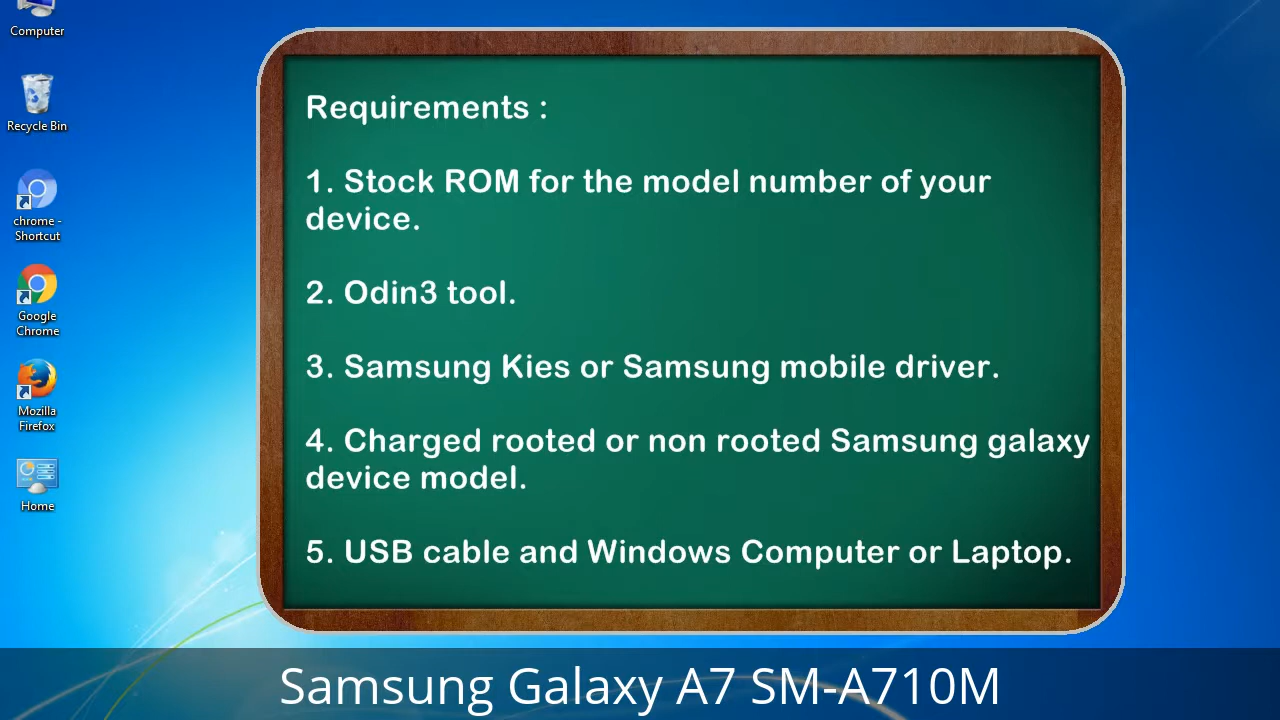 Computer
Recycle Bin
chrome -
Shortcut
Google
Chrome
Mozilla
Firefox
Home
Requirements :
1. Stock ROM for the model number of your
device.
2. Odin3 tool.
3. Samsung Kies or Samsung mobile driver.
4. Charged rooted or non rooted Samsung galaxy
device model.
5. USB cable and Windows Computer or Laptop.
Samsung Galaxy A7 SM-A710M